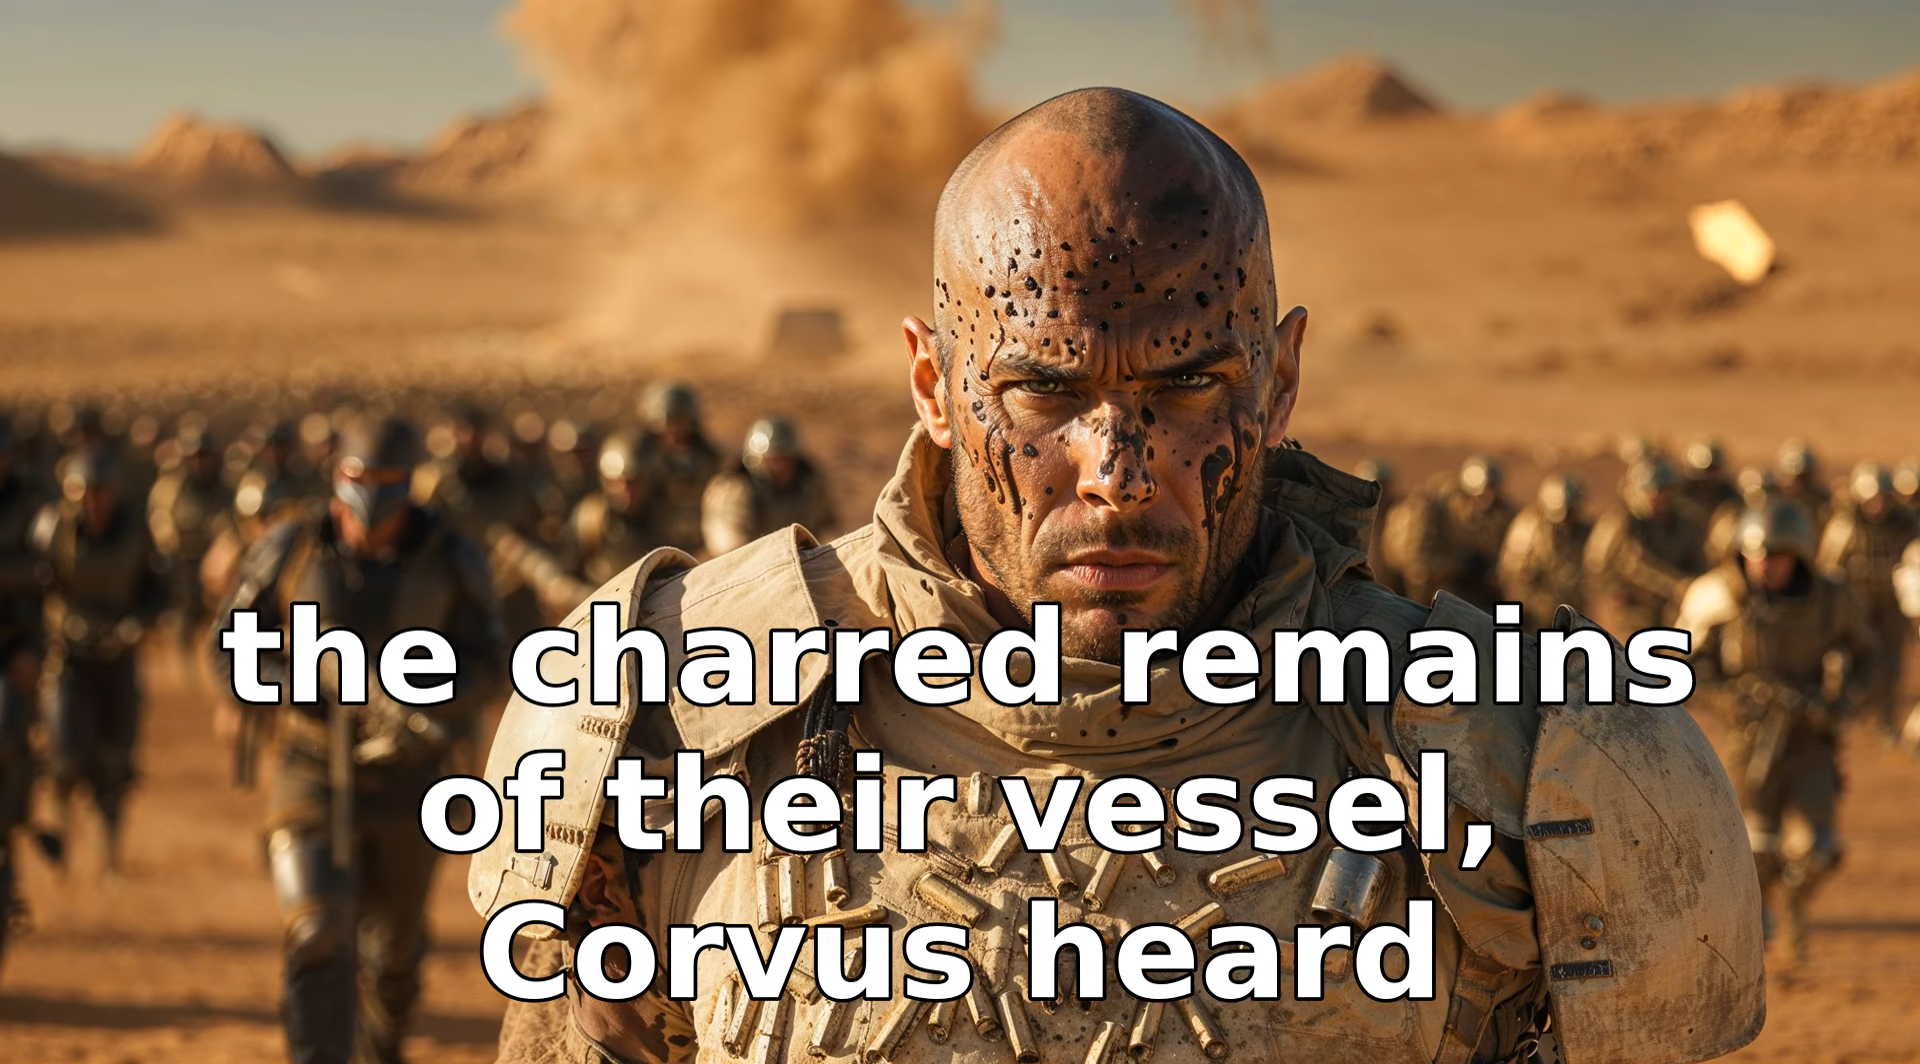 the charred remains
of their vessel,
Corvus heard